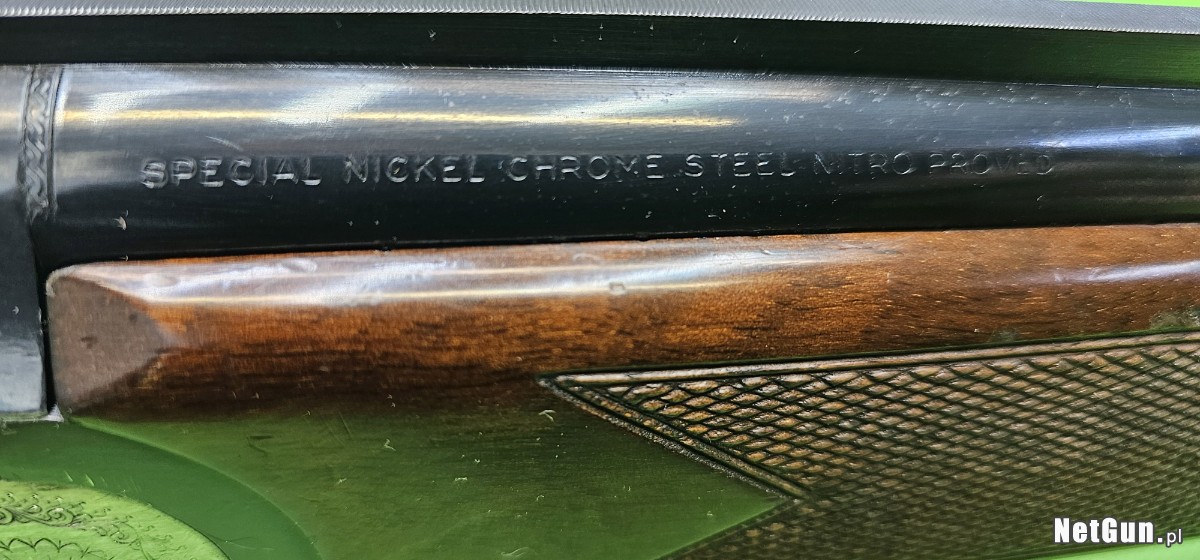 SPECIAL NICKEL CHROME STEEL NITRO PROVED
NetGun.pl